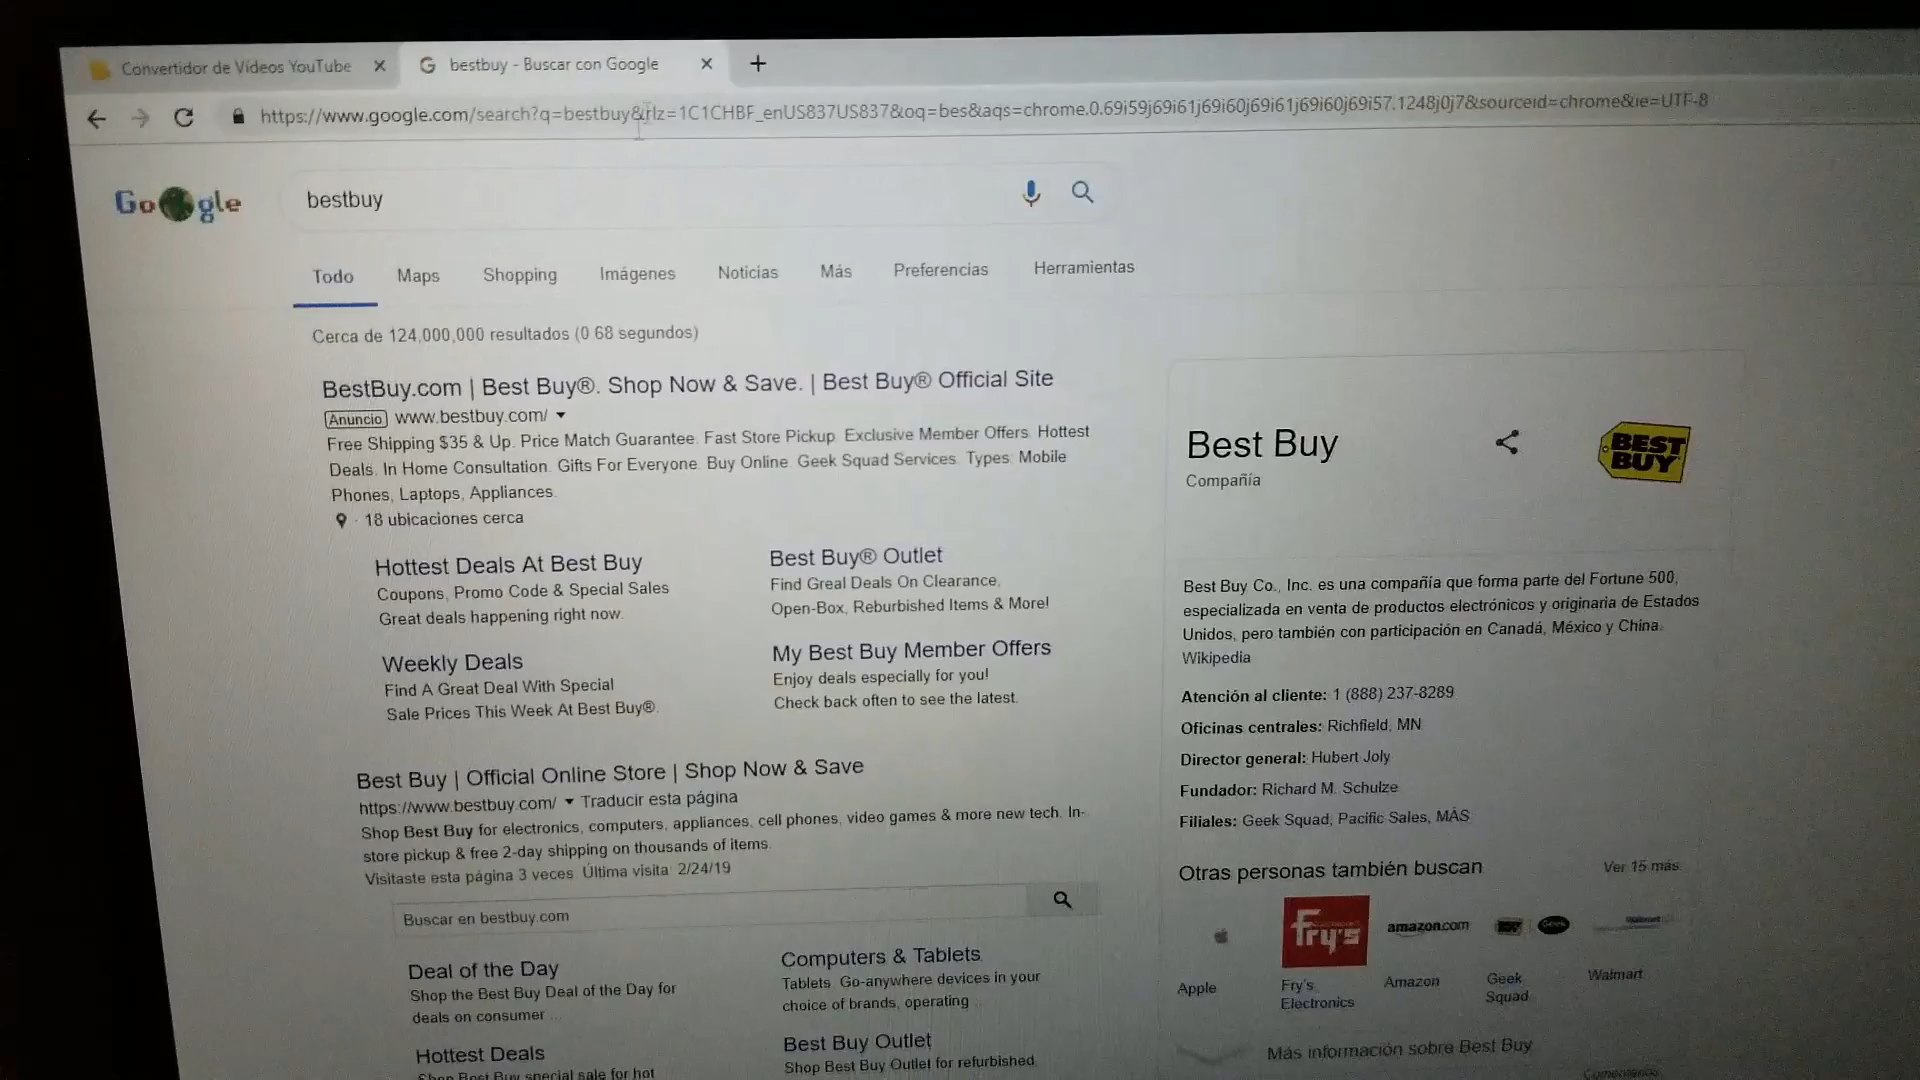 Convertidor de Vídeos YouTube
bestbuy - Buscar con Google
https://www.google.com/search?q=bestbuy&rlz=1C1CHBF_enUS837US837&oq=bes&aqs=chrome.0.69i59j69i61j69i60j69i61j69i60j69i57.1248j0j7&sourceid=chrome&ie=UTF-8
Google
bestbuy
Todo Maps Shopping Imágenes Noticias Más Preferencias Herramientas
Cerca de 124,000,000 resultados (0 68 segundos)
BestBuy.com | Best Buy®. Shop Now & Save. | Best Buy® Official Site
Anuncio www.bestbuy.com/
Free Shipping $35 & Up. Price Match Guarantee. Fast Store Pickup. Exclusive Member Offers. Hottest
Deals. In Home Consultation. Gifts For Everyone. Buy Online. Geek Squad Services. Types: Mobile
Phones, Laptops, Appliances.
18 ubicaciones cerca
Hottest Deals At Best Buy
Coupons, Promo Code & Special Sales
Great deals happening right now.
Best Buy® Outlet
Find Greal Deals On Clearance,
Open-Box, Reburbished Items & More!
Weekly Deals
Find A Great Deal With Special
Sale Prices This Week At Best Buy®.
My Best Buy Member Offers
Enjoy deals especially for you!
Check back often to see the latest.
Best Buy | Official Online Store | Shop Now & Save
https://www.bestbuy.com/ Traducir esta página
Shop Best Buy for electronics, computers, appliances, cell phones, video games & more new tech. In-
store pickup & free 2-day shipping on thousands of items.
Visitaste esta página 3 veces. Última visita: 2/24/19
Buscar en bestbuy.com
Deal of the Day
Shop the Best Buy Deal of the Day for
deals on consumer ...
Computers & Tablets
Tablets. Go-anywhere devices in your
choice of brands, operating ...
Hottest Deals
Shop Best Buy special sale for hot
Best Buy Outlet
Shop Best Buy Outlet for refurbished,
Best Buy
Compañía
BEST
BUY
Best Buy Co., Inc. es una compañía que forma parte del Fortune 500,
especializada en venta de productos electrónicos y originaria de Estados
Unidos, pero también con participación en Canadá, México y China.
Wikipedia
Atención al cliente: 1 (888) 237-8289
Oficinas centrales: Richfield, MN
Director general: Hubert Joly
Fundador: Richard M. Schulze
Filiales: Geek Squad, Pacific Sales, MÁS
Otras personas también buscan
Ver 15 más
Fry's
amazon.com
Walmart
Apple
Fry's
Electronics
Amazon
Geek
Squad
Walmart
Más información sobre Best Buy
Comentarios